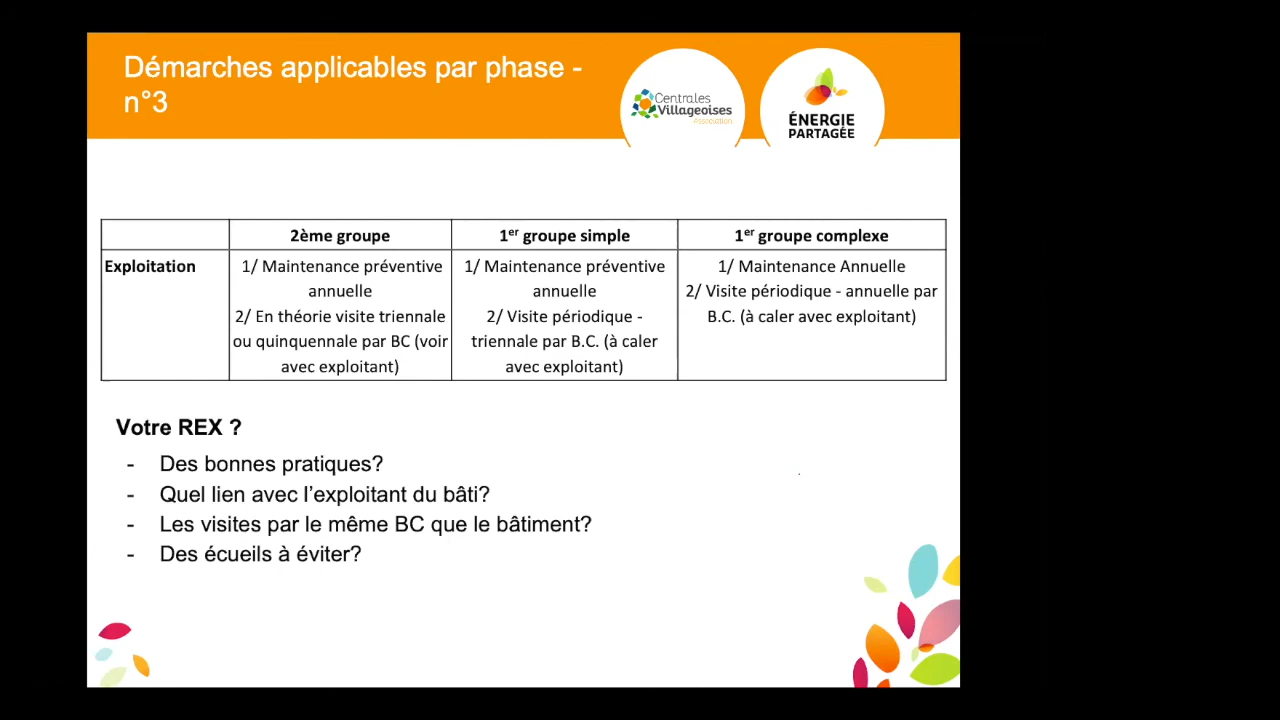 Démarches applicables par phase -
n°3
Centrales
Villageoises
Association
ÉNERGIE
PARTAGÉE
2ème groupe
1er groupe simple
1er groupe complexe
Exploitation
1/ Maintenance préventive
annuelle
2/ En théorie visite triennale
ou quinquennale par BC (voir
avec exploitant)
1/ Maintenance préventive
annuelle
2/ Visite périodique -
triennale par B.C. (à caler
avec exploitant)
1/ Maintenance Annuelle
2/ Visite périodique - annuelle par
B.C. (à caler avec exploitant)
Votre REX ?
- Des bonnes pratiques?
- Quel lien avec l’exploitant du bâti?
- Les visites par le même BC que le bâtiment?
- Des écueils à éviter?